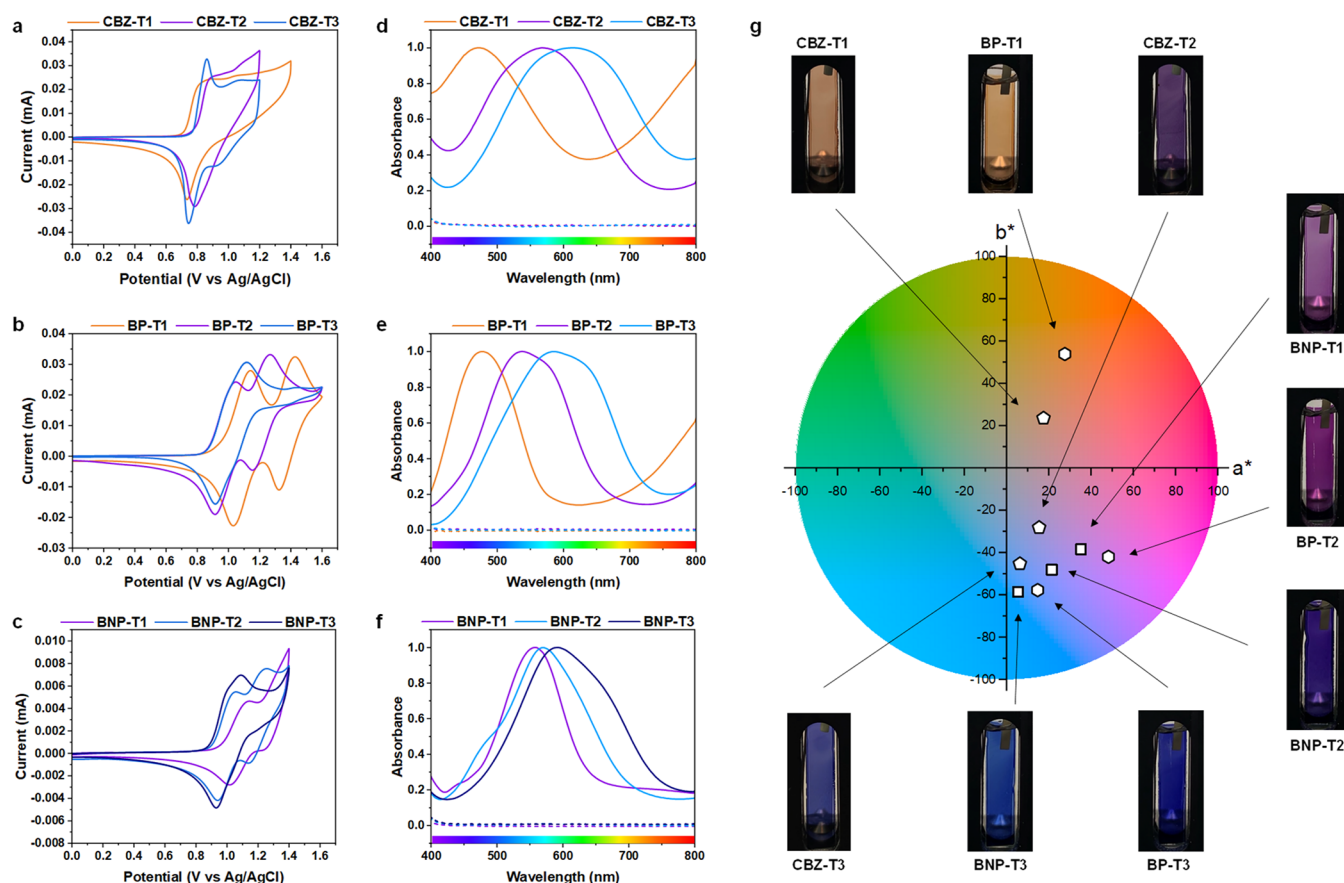 a
CBZ-T1 CBZ-T2 CBZ-T3
Current (mA)
0.04
0.03
0.02
0.01
0.00
-0.01
-0.02
-0.03
-0.04
0.0 0.2 0.4 0.6 0.8 1.0 1.2 1.4 1.6
Potential (V vs Ag/AgCl)
b
BP-T1 BP-T2 BP-T3
Current (mA)
0.04
0.03
0.02
0.01
0.00
-0.01
-0.02
-0.03
0.0 0.2 0.4 0.6 0.8 1.0 1.2 1.4 1.6
Potential (V vs Ag/AgCl)
c
BNP-T1 BNP-T2 BNP-T3
Current (mA)
0.010
0.008
0.006
0.004
0.002
0.000
-0.002
-0.004
-0.006
-0.008
0.0 0.2 0.4 0.6 0.8 1.0 1.2 1.4 1.6
Potential (V vs Ag/AgCl)
d
CBZ-T1 CBZ-T2 CBZ-T3
Absorbance
1.0
0.8
0.6
0.4
0.2
0.0
400 500 600 700 800
Wavelength (nm)
e
BP-T1 BP-T2 BP-T3
Absorbance
1.0
0.8
0.6
0.4
0.2
0.0
400 500 600 700 800
Wavelength (nm)
f
BNP-T1 BNP-T2 BNP-T3
Absorbance
1.0
0.8
0.6
0.4
0.2
0.0
400 500 600 700 800
Wavelength (nm)
g
CBZ-T1 BP-T1 CBZ-T2
BNP-T1
BP-T2
BNP-T2
b*
100
80
60
40
20
-20
-40
-60
-80
-100
a*
-100 -80 -60 -40 -20 20 40 60 80 100
CBZ-T3 BNP-T3 BP-T3